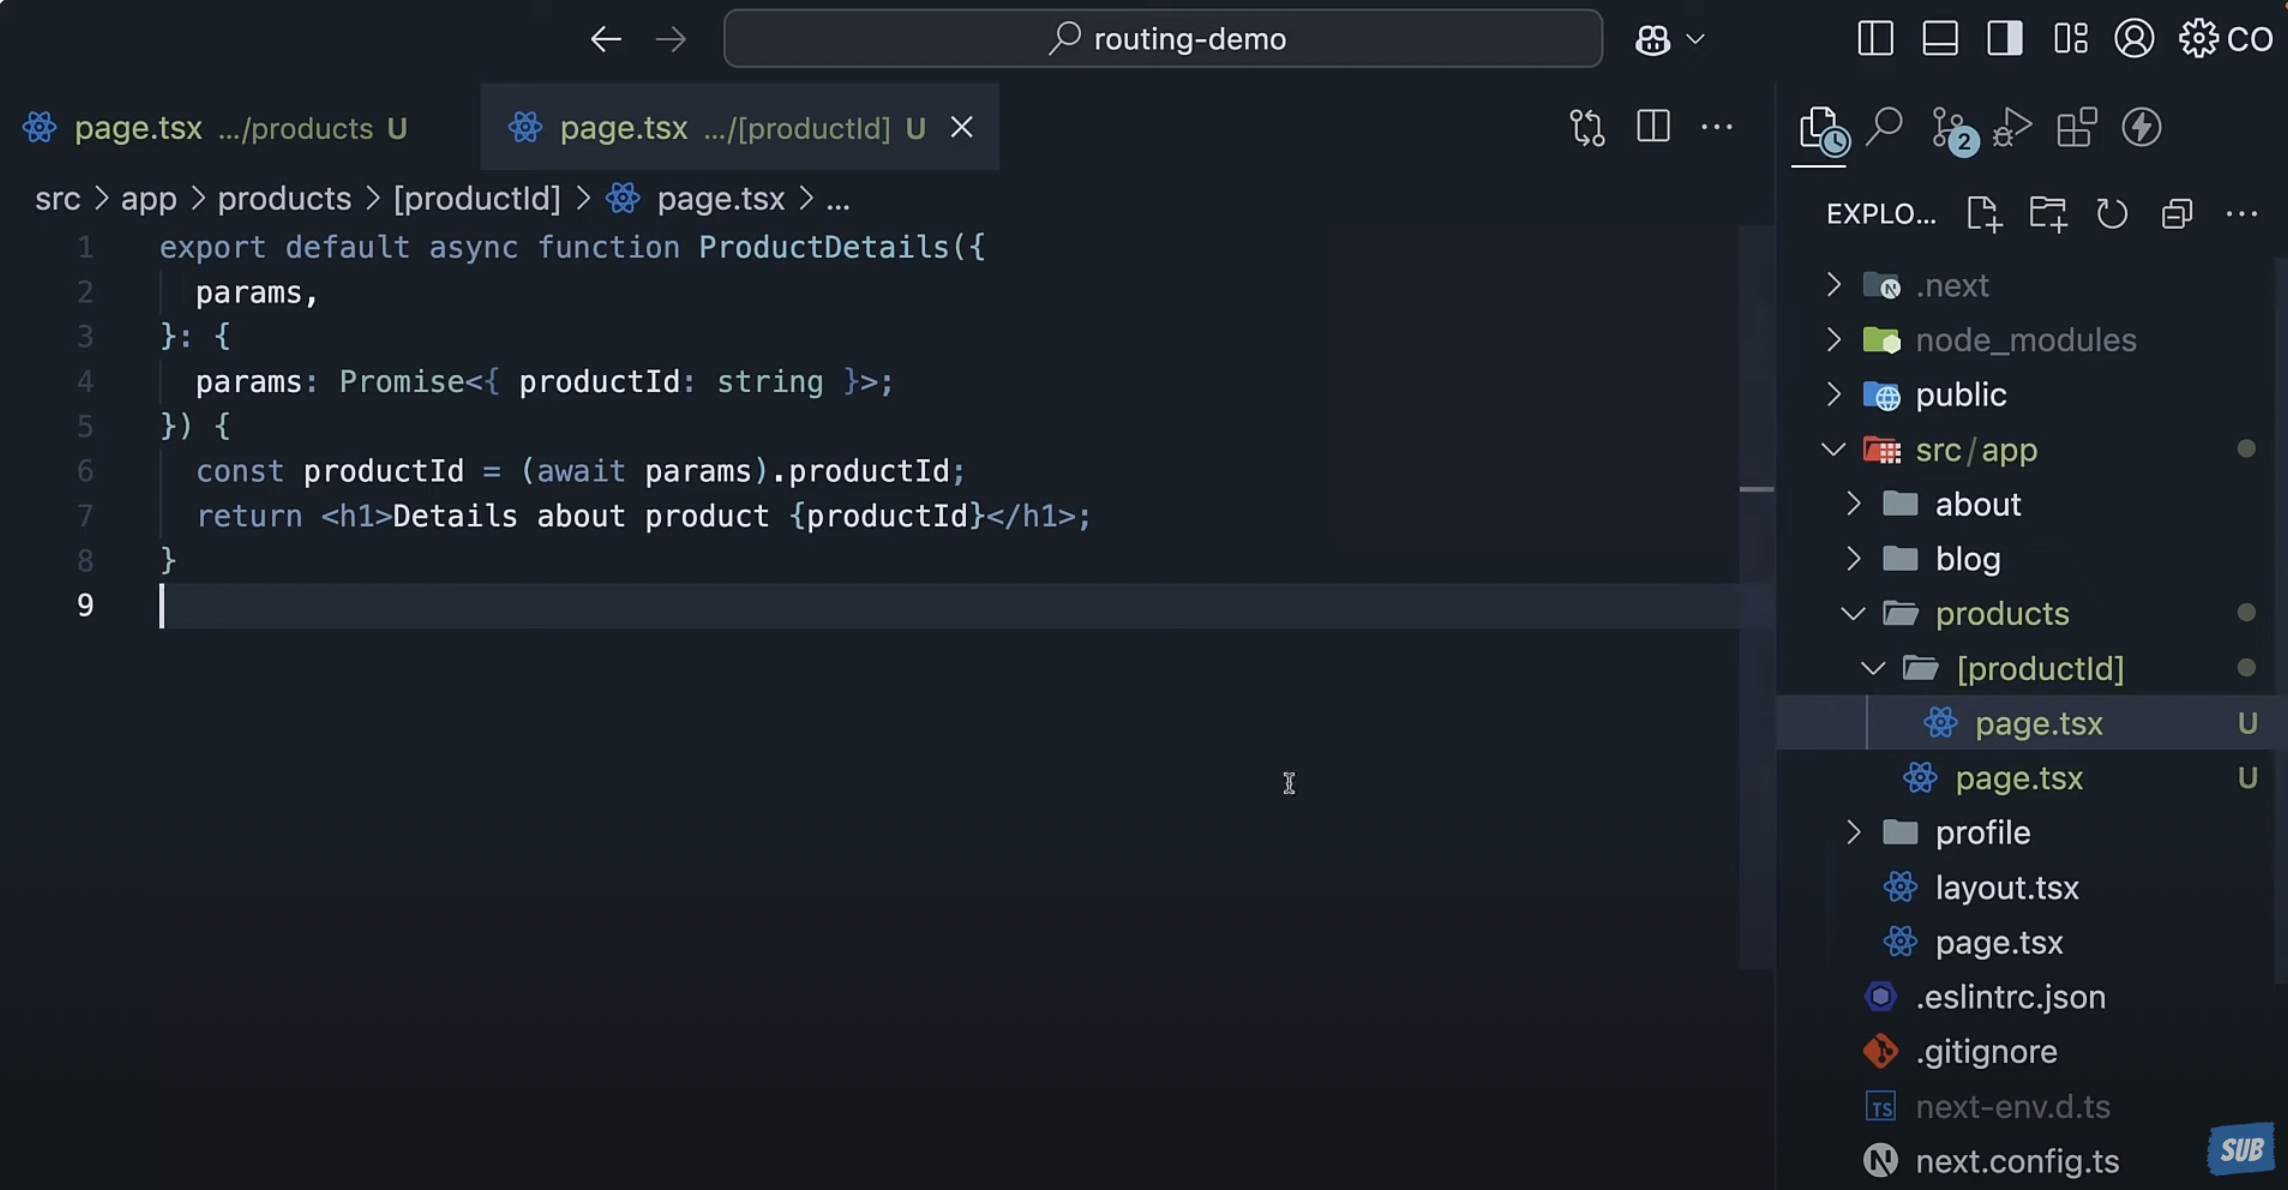 routing-demo
CO
page.tsx .../products U
page.tsx .../[productId] U
2
src > app > products > [productId] > page.tsx > ...
EXPLO...
1 export default async function ProductDetails({
2 params,
3 }: {
4 params: Promise<{ productId: string }>;
5 }) {
6 const productId = (await params).productId;
7 return <h1>Details about product {productId}</h1>;
8 }
9
.next
node_modules
public
src/app
about
blog
products
[productId]
page.tsx U
page.tsx U
profile
layout.tsx
page.tsx
.eslintrc.json
.gitignore
TS next-env.d.ts
N next.config.ts
SUB